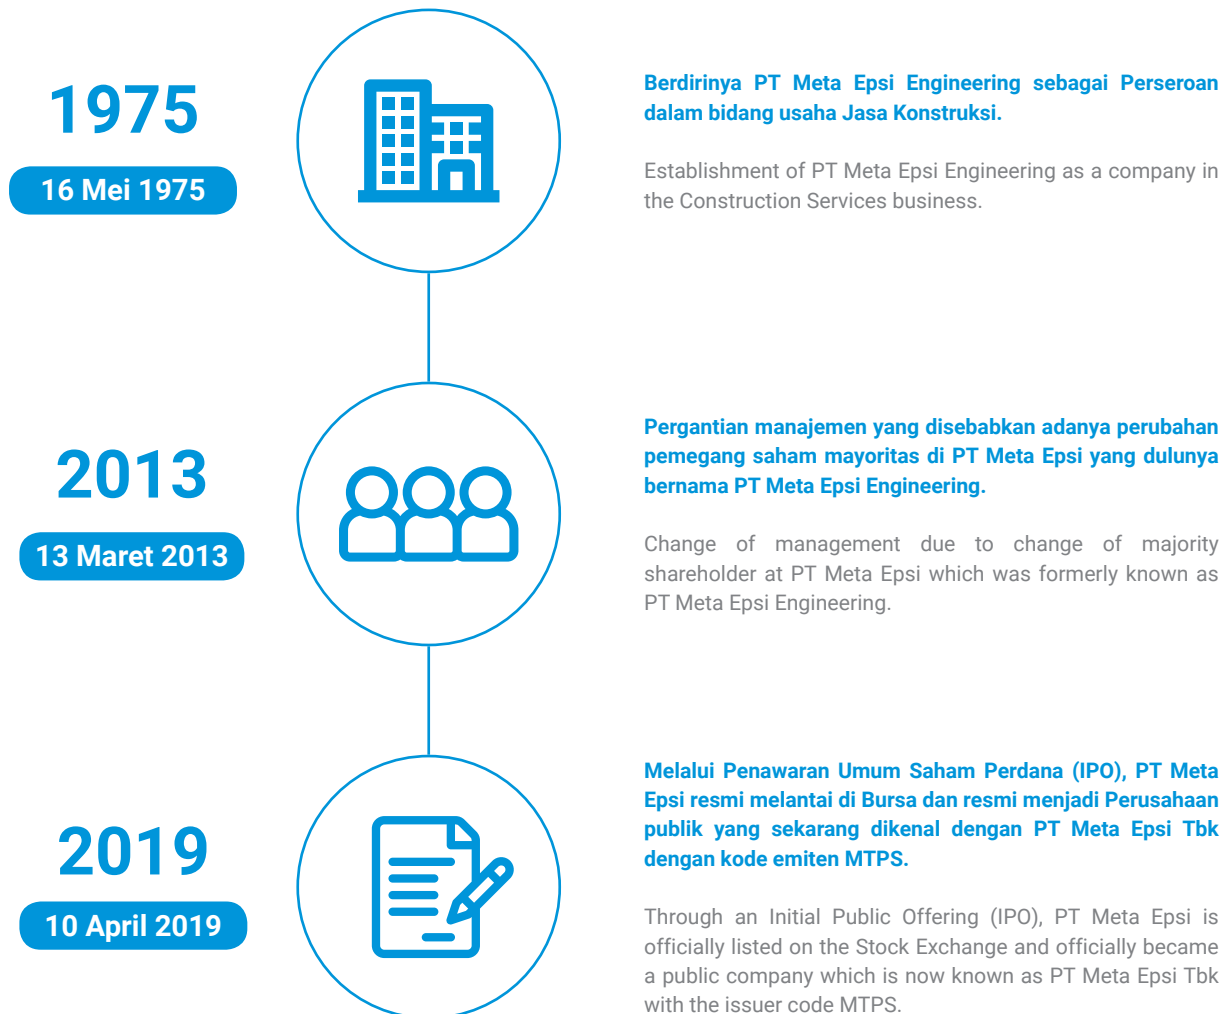 1975
16 Mei 1975
Berdirinya PT Meta Epsi Engineering sebagai Perseroan
dalam bidang usaha Jasa Konstruksi.
Establishment of PT Meta Epsi Engineering as a company in
the Construction Services business.
2013
13 Maret 2013
Pergantian manajemen yang disebabkan adanya perubahan
pemegang saham mayoritas di PT Meta Epsi yang dulunya
bernama PT Meta Epsi Engineering.
Change of management due to change of majority
shareholder at PT Meta Epsi which was formerly known as
PT Meta Epsi Engineering.
2019
10 April 2019
Melalui Penawaran Umum Saham Perdana (IPO), PT Meta
Epsi resmi melantai di Bursa dan resmi menjadi Perusahaan
publik yang sekarang dikenal dengan PT Meta Epsi Tbk
dengan kode emiten MTPS.
Through an Initial Public Offering (IPO), PT Meta Epsi is
officially listed on the Stock Exchange and officially became
a public company which is now known as PT Meta Epsi Tbk
with the issuer code MTPS.